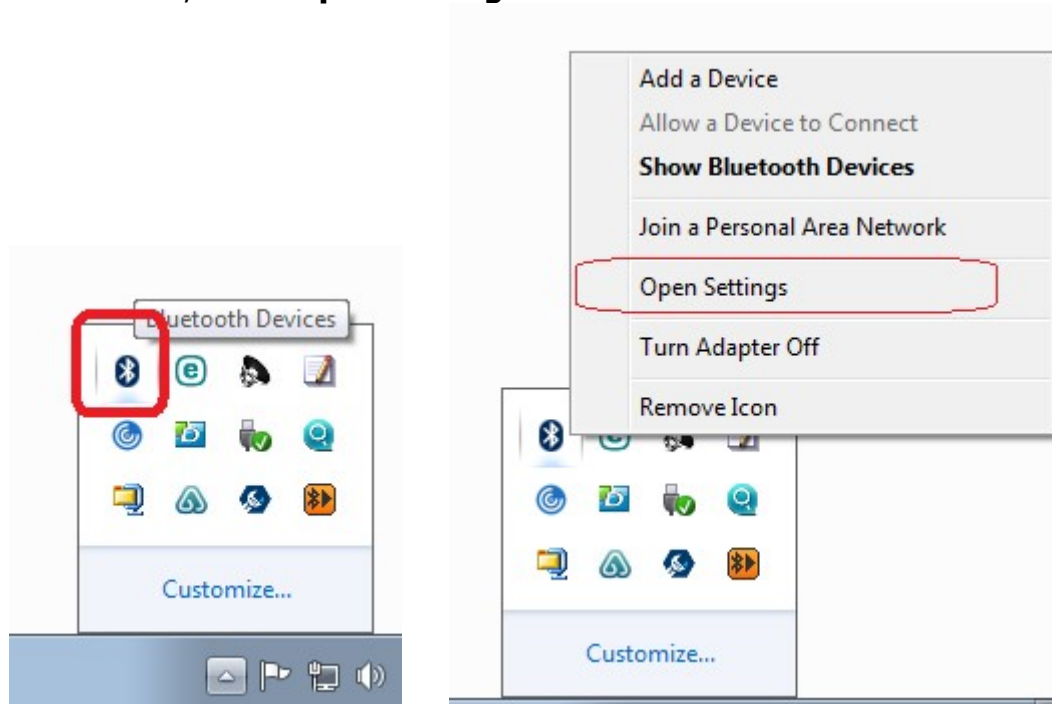 Bluetooth Devices
Customize...
Add a Device
Allow a Device to Connect
Show Bluetooth Devices
Join a Personal Area Network
Open Settings
Turn Adapter Off
Remove Icon
Customize...